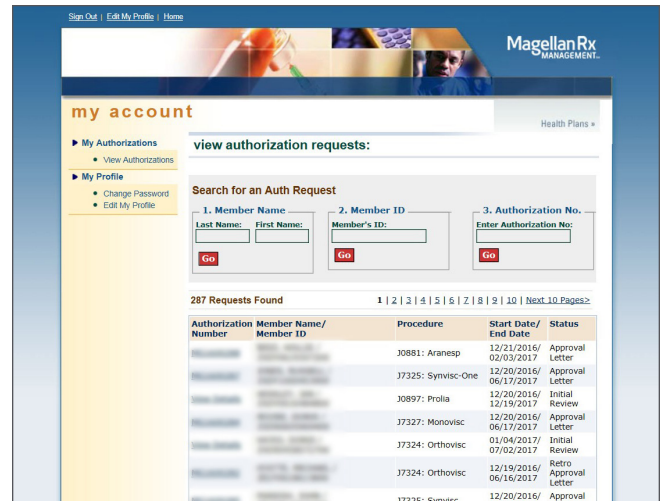 Sign Out | Edit My Profile | Home
MagellanRx
MANAGEMENT
my account
Health Plans »
My Authorizations
View Authorizations
My Profile
Change Password
Edit My Profile
view authorization requests:
Search for an Auth Request
1. Member Name
Last Name: First Name:
Go
2. Member ID
Member's ID:
Go
3. Authorization No.
Enter Authorization No:
Go
287 Requests Found
1 | 2 | 3 | 4 | 5 | 6 | 7 | 8 | 9 | 10 | Next 10 Pages>
Authorization Member Name/ Procedure Start Date/ Status
Number Member ID End Date
J0881: Aranesp 12/21/2016/ Approval
02/03/2017 Letter
J7325: Synvisc-One 12/20/2016/ Approval
06/17/2017 Letter
View Details J0897: Prolia 12/20/2016/ Initial
12/19/2017 Review
J7327: Monovisc 12/20/2016/ Approval
06/17/2017 Letter
View Details J7324: Orthovisc 01/04/2017/ Initial
07/02/2017 Review
J7324: Orthovisc 12/19/2016/ Retro
06/16/2017 Approval
Letter
J7325: Synvisc 12/20/2016/ Approval